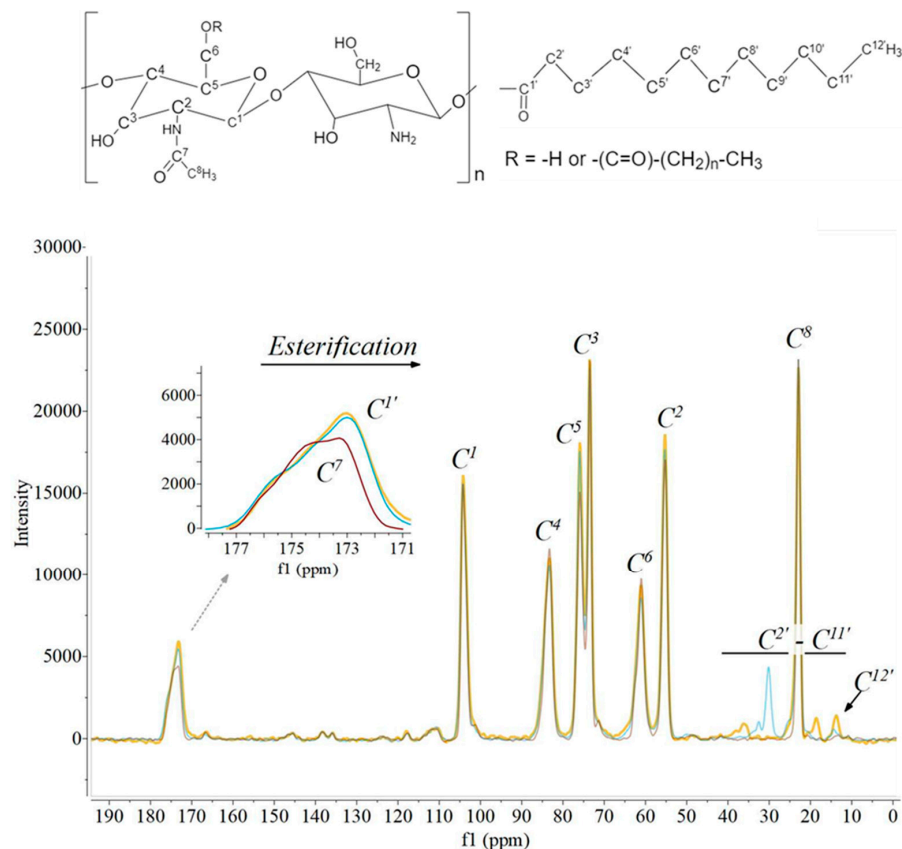 OR
C⁶
HO
C⁴
C⁵
O
CH₂
O
O
O
C³
C²
C¹
O
HO
HN
HO
NH₂
C⁷
O
C⁸H₃
n
C²' C⁴' C⁶' C⁸' C¹⁰' C¹²'H₃
C¹' C³' C⁵' C⁷' C⁹' C¹¹'
O
R = -H or -(C=O)-(CH₂)ₙ-CH₃
30000
25000
20000
15000
10000
5000
0
Intensity
Esterification
6000
4000
2000
0
C¹'
C⁷
177 175 173 171
f1 (ppm)
C¹
C⁴
C⁵
C³
C⁶
C²
C⁸
C²' - C¹¹'
C¹²'
190 180 170 160 150 140 130 120 110 100 90 80 70 60 50 40 30 20 10 0
f1 (ppm)